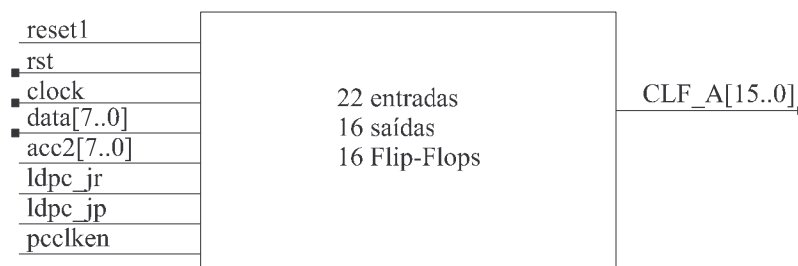 reset1
rst
clock
data[7..0]
acc2[7..0]
ldpc_jr
ldpc_jp
pcclken
22 entradas
16 saídas
16 Flip-Flops
CLF_A[15..0]